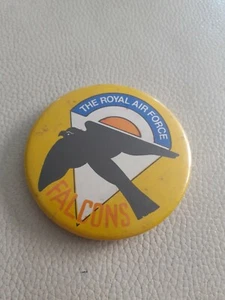 THE ROYAL AIR FORCE
FALCONS